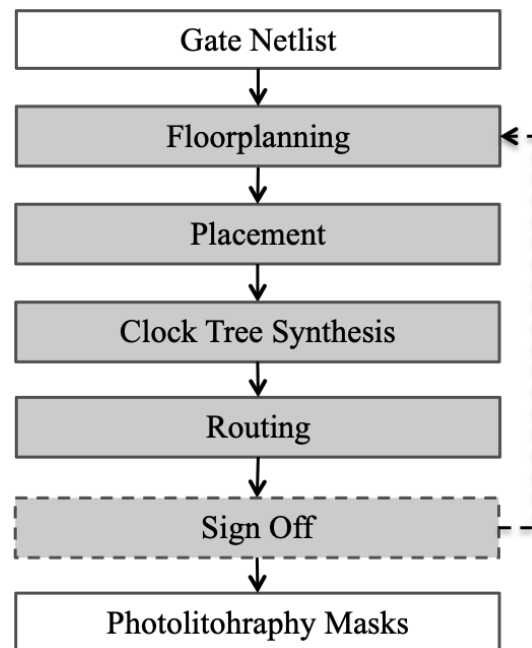 Gate Netlist
Floorplanning
Placement
Clock Tree Synthesis
Routing
Sign Off
Photolitohraphy Masks